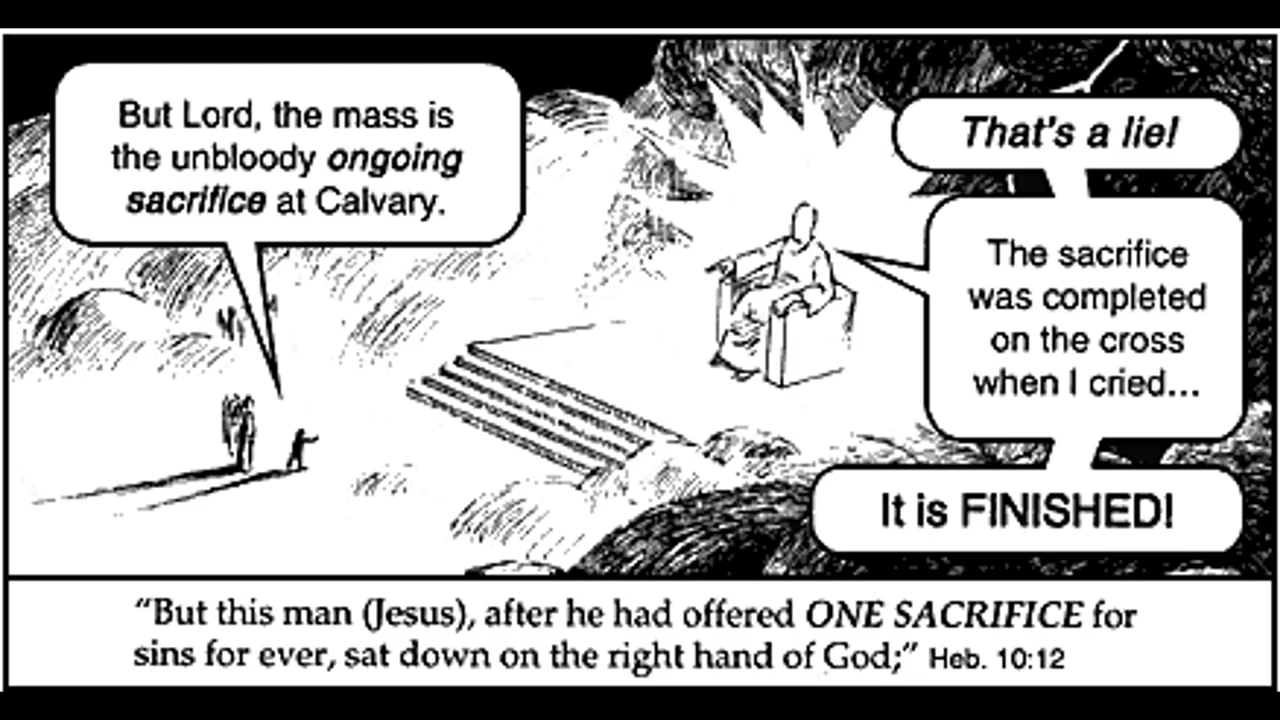 But Lord, the mass is
the unbloody ongoing
sacrifice at Calvary.
That's a lie!
The sacrifice
was completed
on the cross
when I cried...
It is FINISHED!
“But this man (Jesus), after he had offered ONE SACRIFICE for
sins for ever, sat down on the right hand of God;” Heb. 10:12